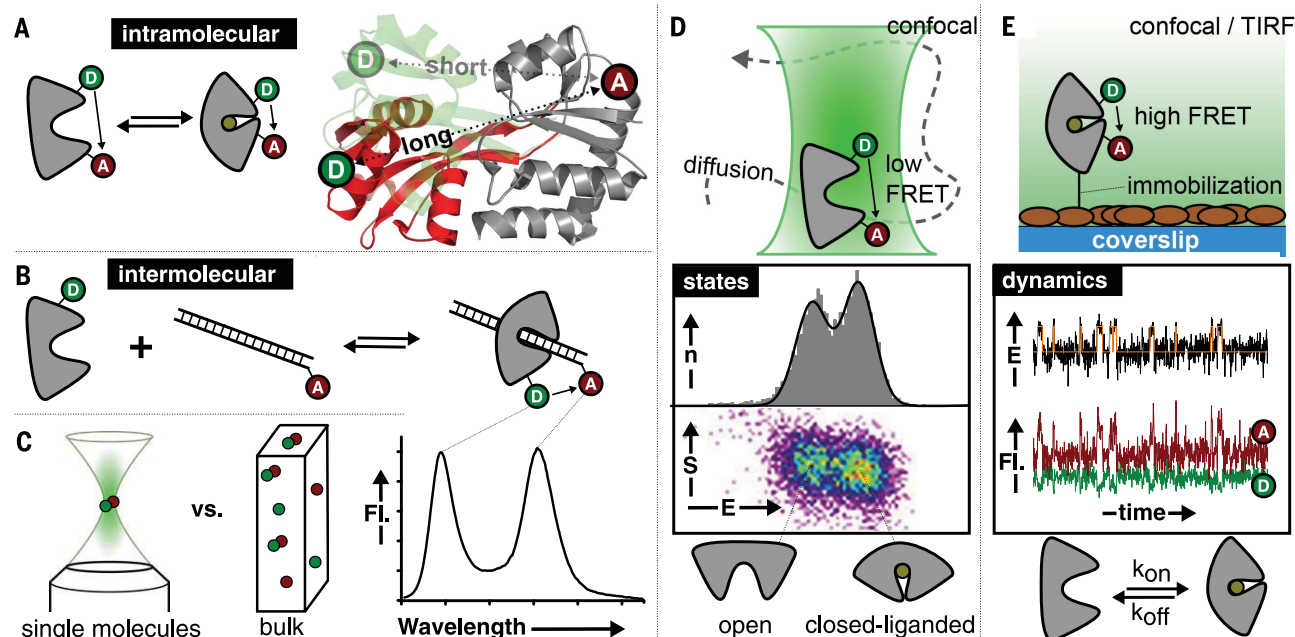 A
intramolecular
D
A
D
A
D
short
A
long
D
B
intermolecular
D
+
A
D
A
C
vs.
single molecules
bulk
Fl.
Wavelength
D
confocal
diffusion
D
low
FRET
A
states
n
S
E
open
closed-liganded
E
confocal / TIRF
D
high FRET
A
immobilization
coverslip
dynamics
E
Fl.
A
D
time
kon
koff